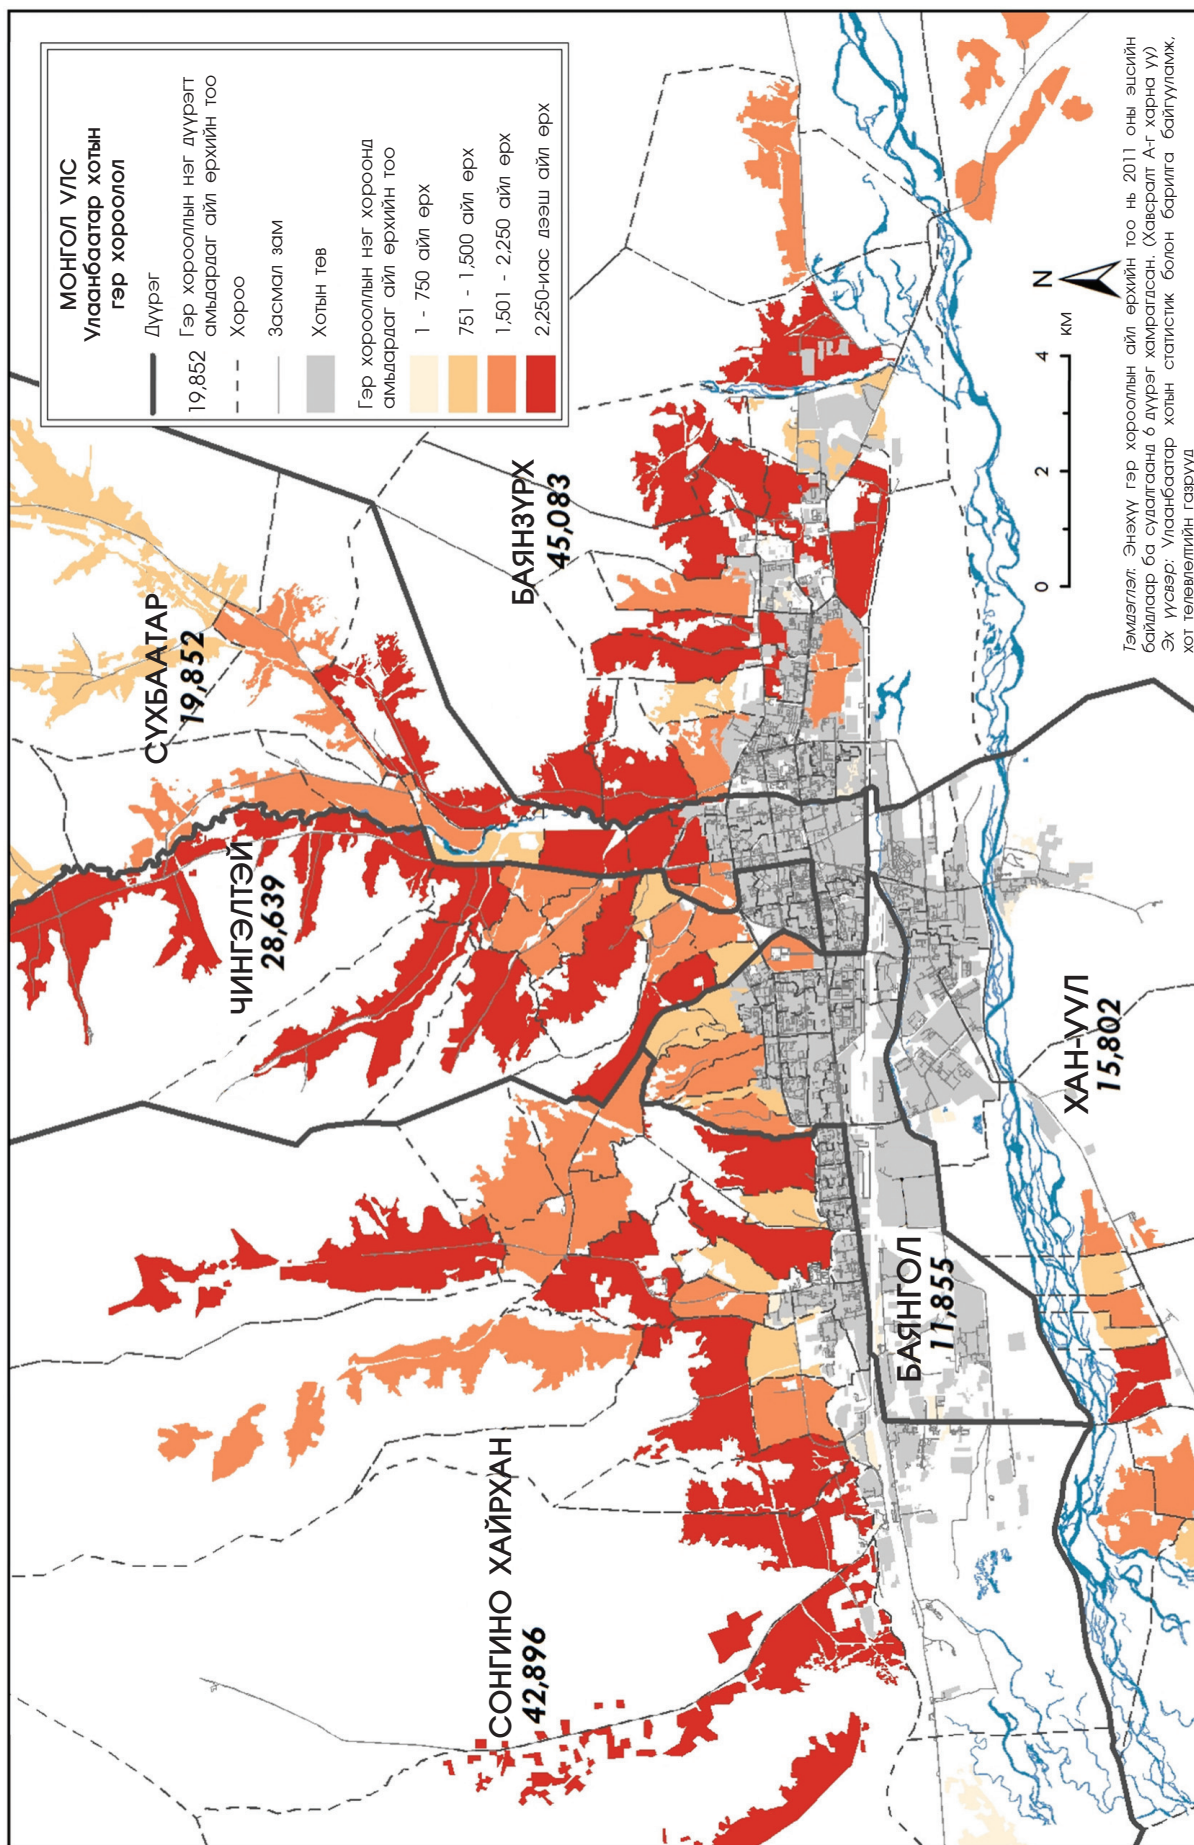 МОНГОЛ УЛС
Улаанбаатар хотын
гэр хороолол
Дүүрэг
19,852
Гэр хорооллын нэг дүүрэгт
амьдардаг айл өрхийн тоо
Хороо
Засмал зам
Хотын төв
Гэр хорооллын нэг хороонд
амьдардаг айл өрхийн тоо
1 - 750 айл өрх
751 - 1,500 айл өрх
1,501 - 2,250 айл өрх
2,250-иас дээш айл өрх
СҮХБААТАР
19,852
БАЯНЗҮРХ
45,083
ЧИНГЭЛТЭЙ
28,639
СОНГИНО ХАЙРХАН
42,896
БАЯНГОЛ
11,855
ХАН-УУЛ
15,802
N
0 2 4 КМ
Тэмдэглэл: Энэхүү гэр хорооллын айл өрхийн тоо нь 2011 оны эцсийн
байдлаар ба судалгаанд 6 дүүрэг хамрагдсан. (Хавсралт А-г харна уу)
Эх үүсвэр: Улаанбаатар хотын статистик болон барилга байгууламж,
хот төлөвлөлтийн газрууд